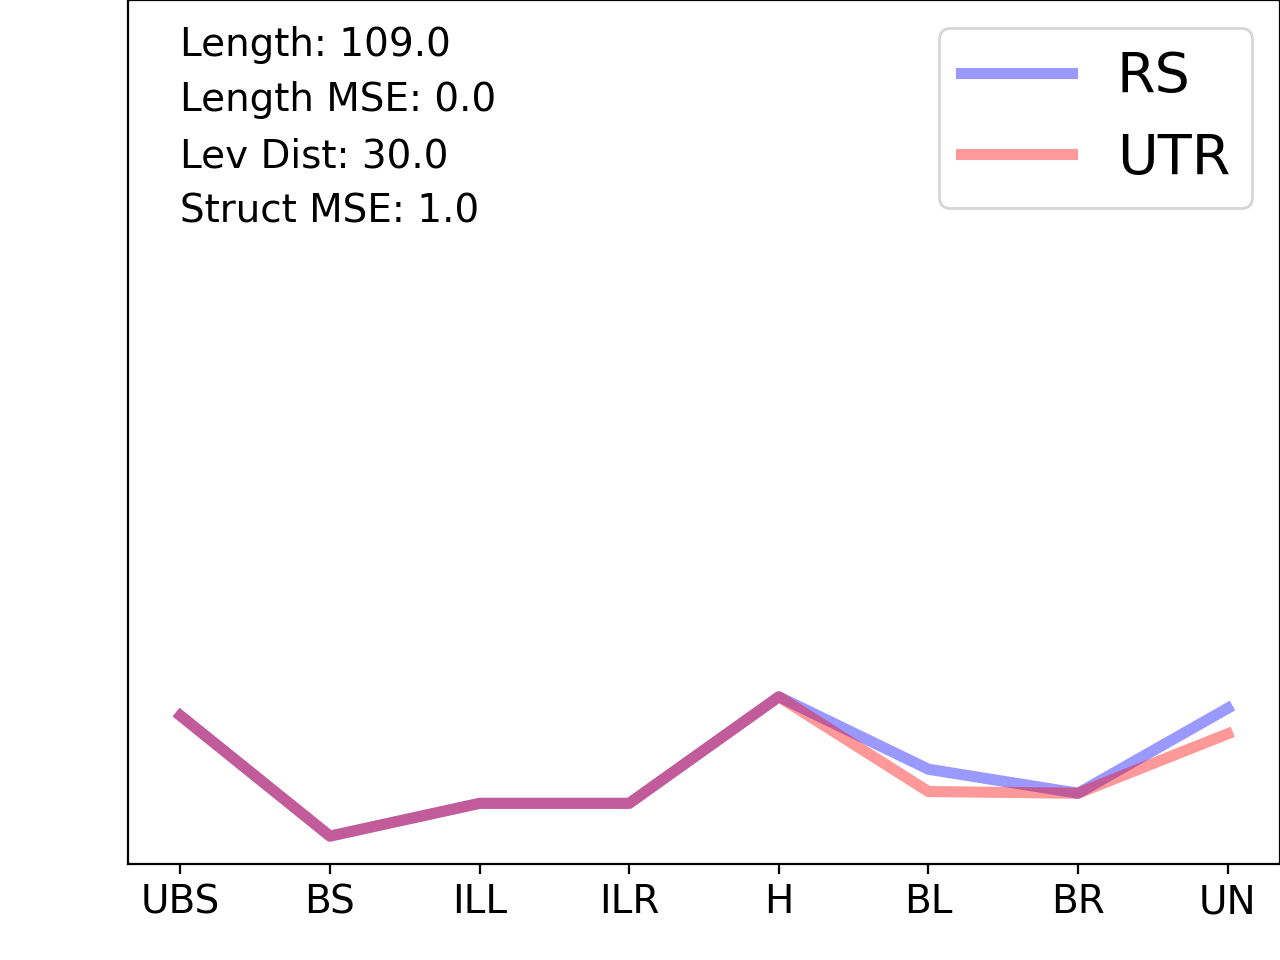 Length: 109.0
Length MSE: 0.0
Lev Dist: 30.0
Struct MSE: 1.0
RS
UTR
UBS BS ILL ILR H BL BR UN